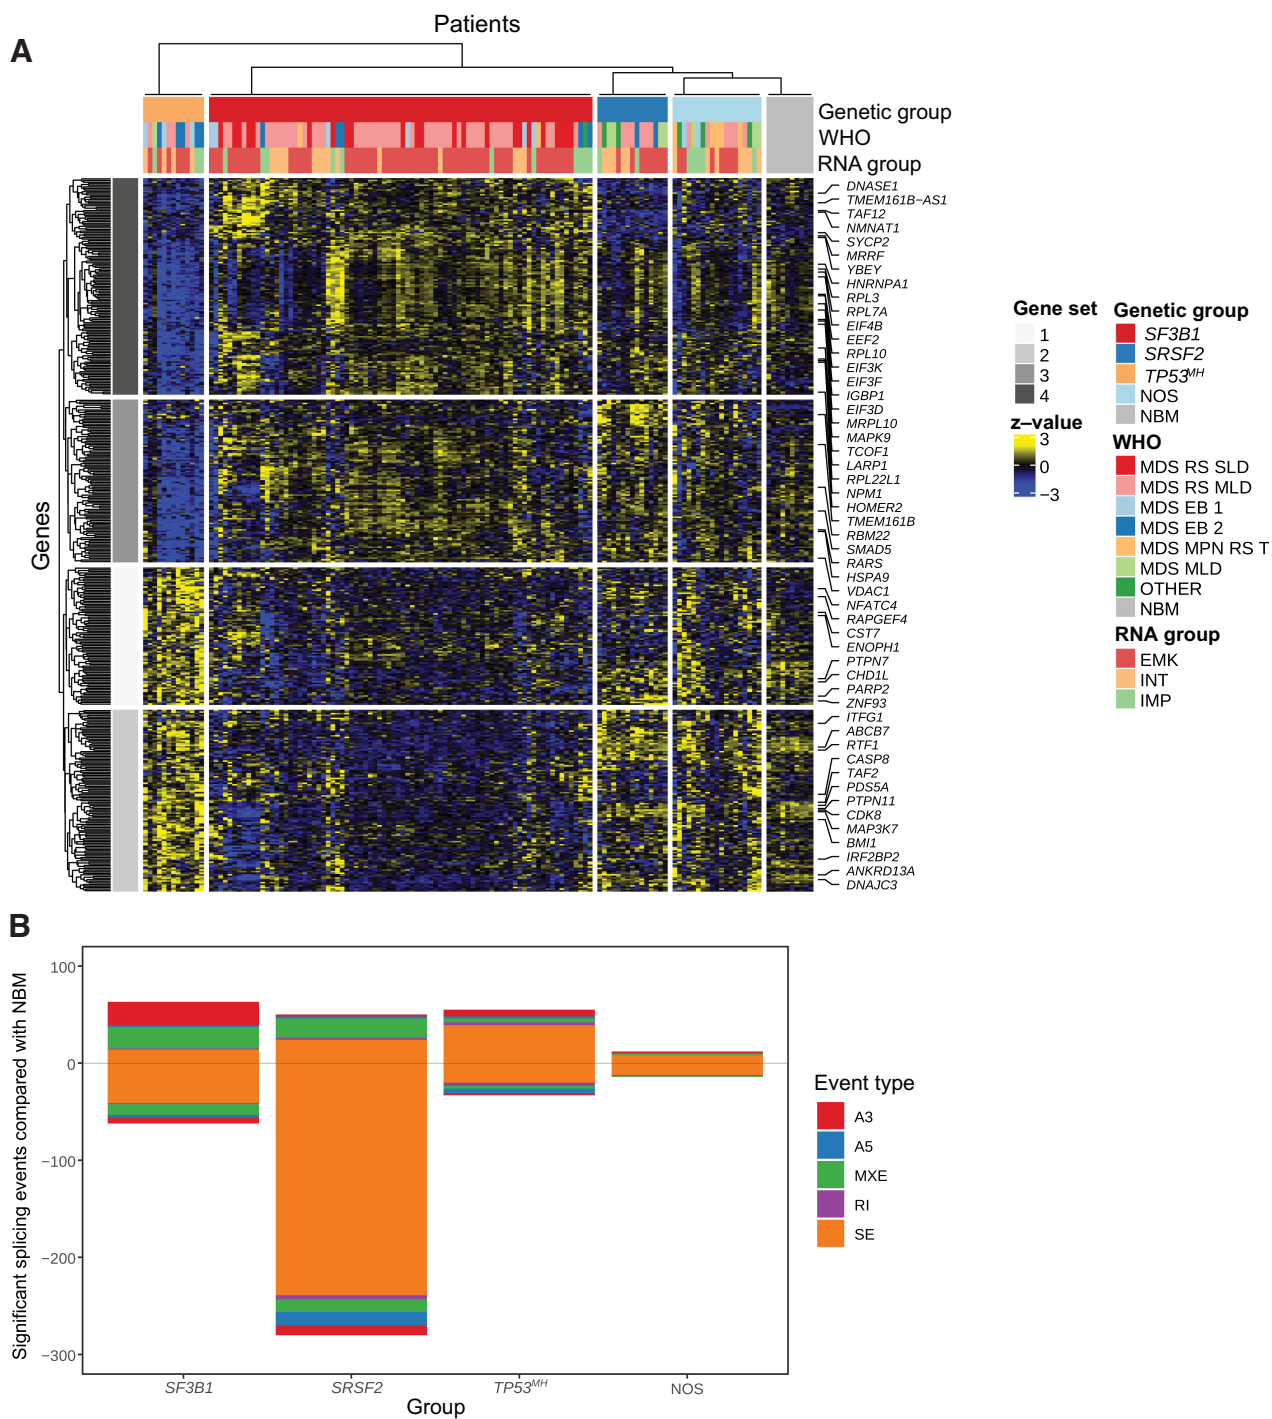 A
Patients
Genetic group
WHO
RNA group
Genes
DNASE1
TMEM161B−AS1
TAF12
NMNAT1
SYCP2
MRRF
YBEY
HNRNPA1
RPL3
RPL7A
EIF4B
EEF2
RPL10
EIF3K
EIF3F
IGBP1
EIF3D
MRPL10
MAPK9
TCOF1
LARP1
RPL22L1
NPM1
HOMER2
TMEM161B
RBM22
SMAD5
RARS
HSPA9
VDAC1
NFATC4
RAPGEF4
CST7
ENOPH1
PTPN7
CHD1L
PARP2
ZNF93
ITFG1
ABCB7
RTF1
CASP8
TAF2
PDS5A
PTPN11
CDK8
MAP3K7
BMI1
IRF2BP2
ANKRD13A
DNAJC3
Gene set
1
2
3
4
z−value
3
0
−3
Genetic group
SF3B1
SRSF2
TP53MH
NOS
NBM
WHO
MDS RS SLD
MDS RS MLD
MDS EB 1
MDS EB 2
MDS MPN RS T
MDS MLD
OTHER
NBM
RNA group
EMK
INT
IMP
B
Significant splicing events compared with NBM
100
0
−100
−200
−300
SF3B1
SRSF2
TP53MH
NOS
Group
Event type
A3
A5
MXE
RI
SE